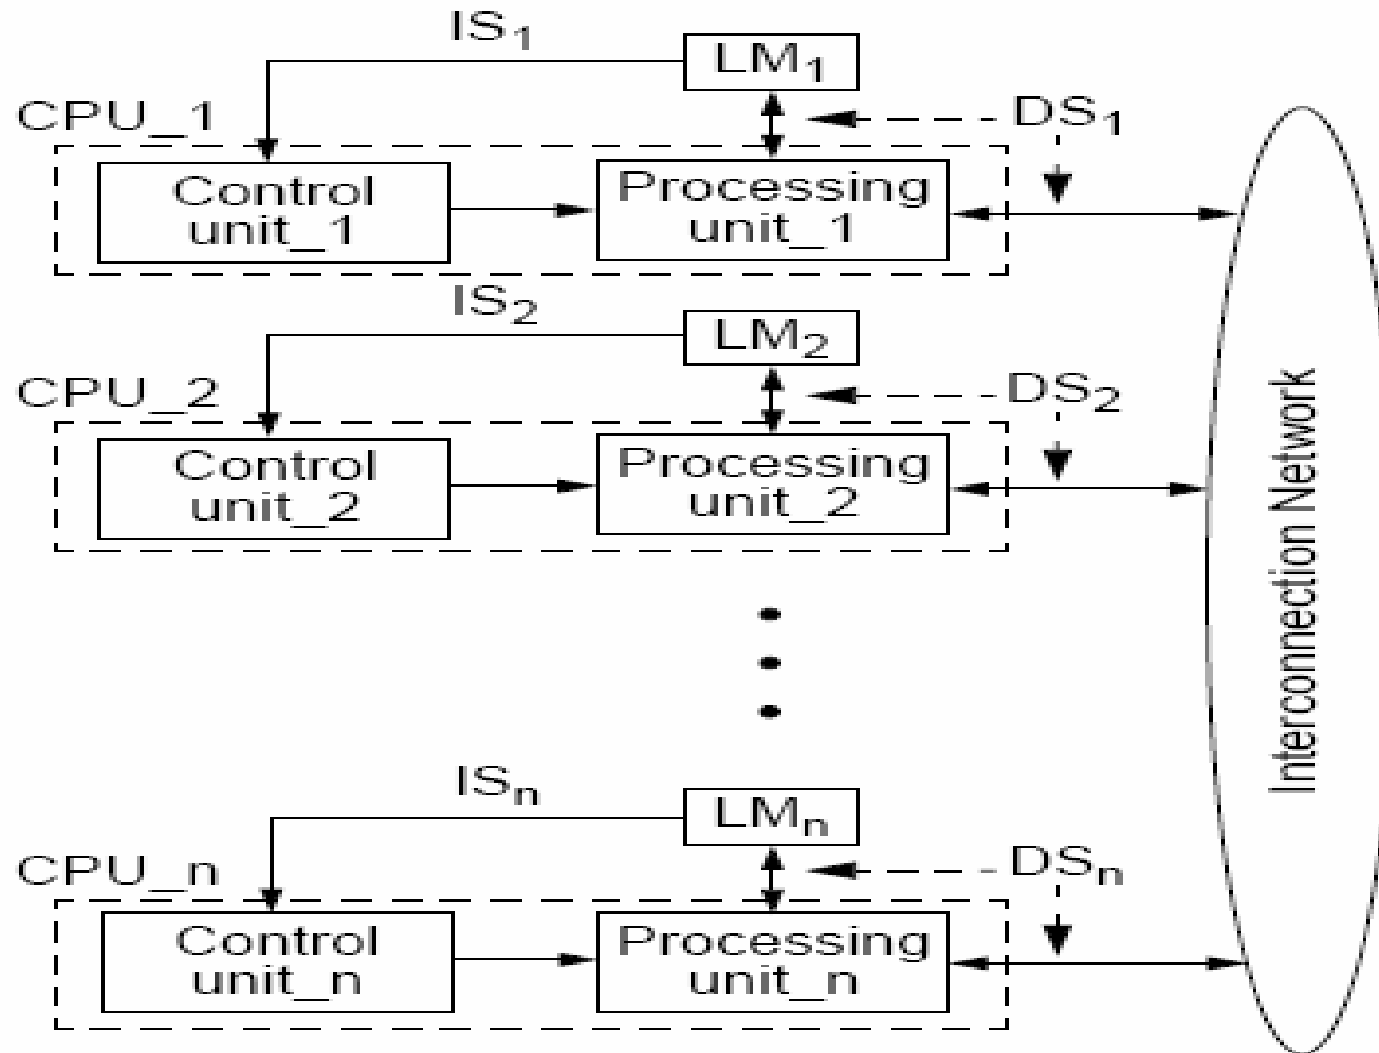 IS₁
LM₁
CPU_1
DS₁
Control
unit_1
Processing
unit_1
IS₂
LM₂
CPU_2
DS₂
Control
unit_2
Processing
unit_2
Interconnection Network
ISₙ
LMₙ
CPU_n
DSₙ
Control
unit_n
Processing
unit_n